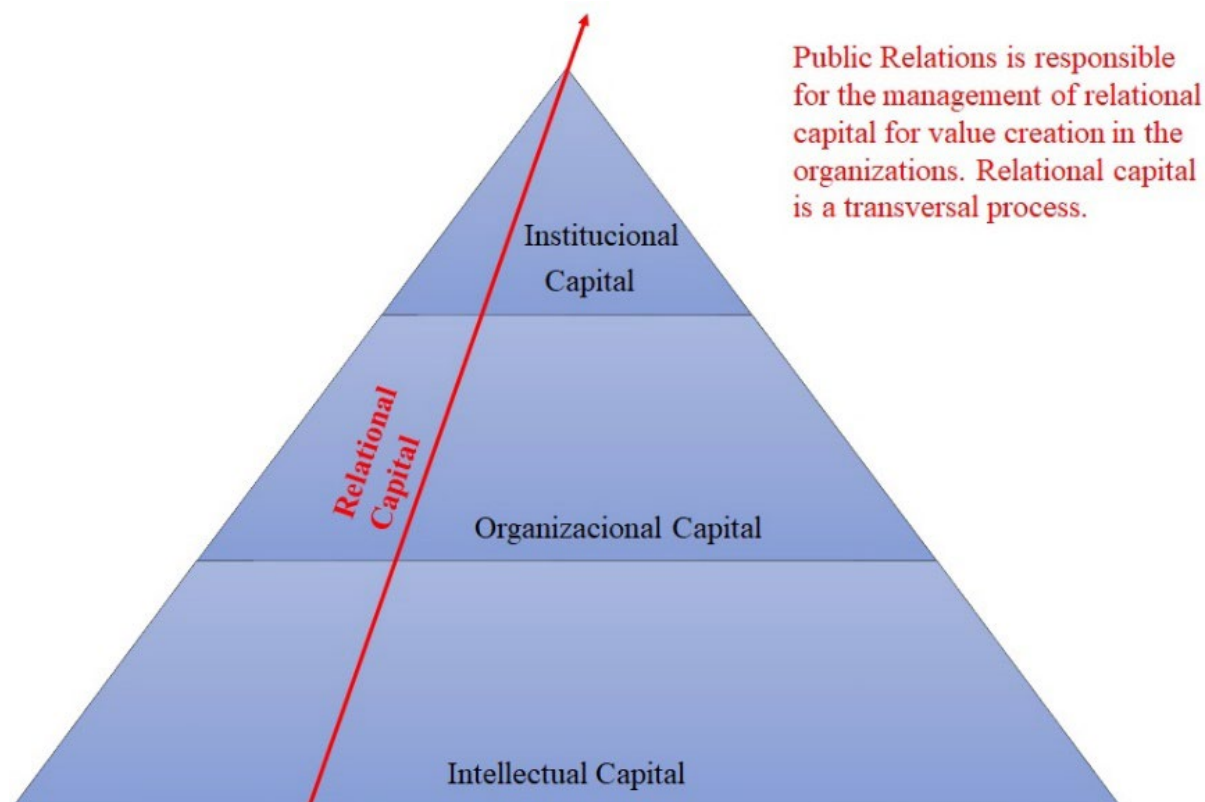 Public Relations is responsible
for the management of relational
capital for value creation in the
organizations. Relational capital
is a transversal process.
Institucional
Capital
Relational
Capital
Organizacional Capital
Intellectual Capital